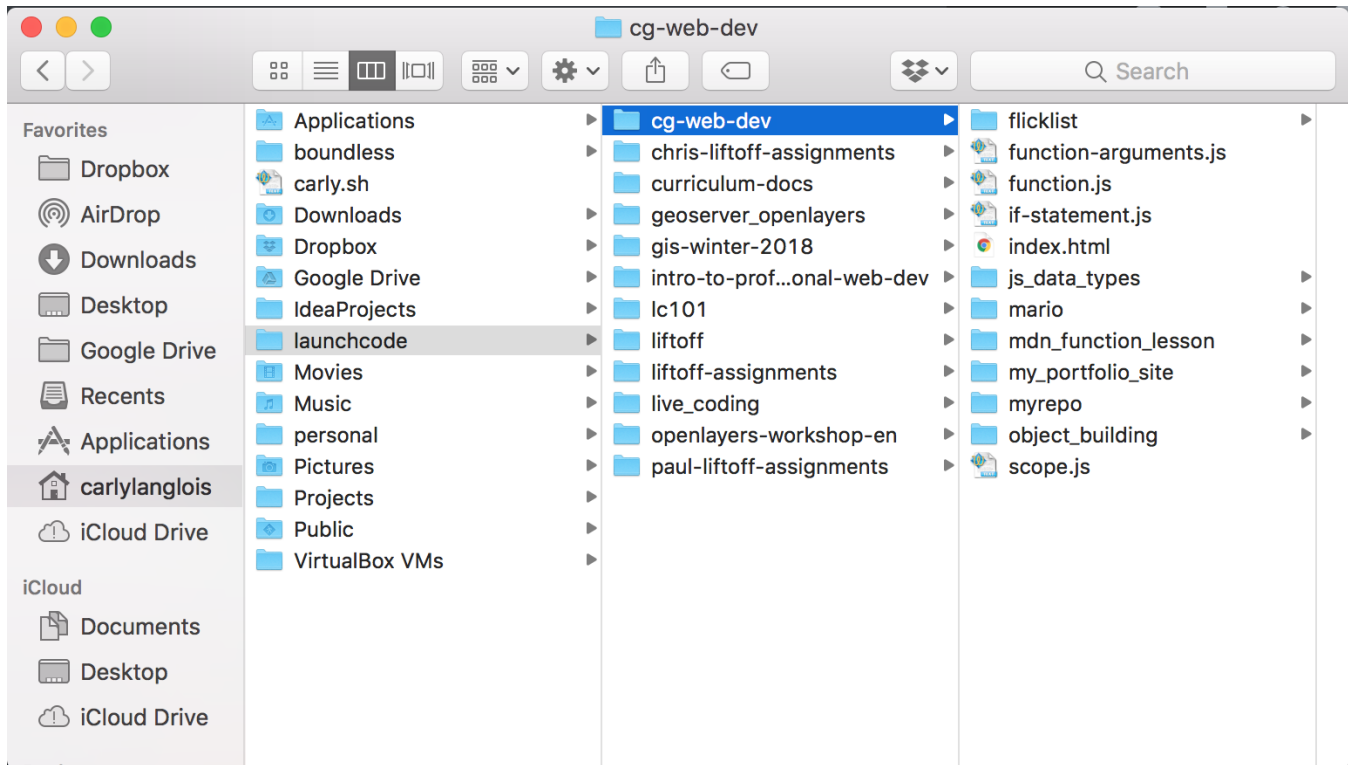 cg-web-dev
Search
Favorites
Dropbox
AirDrop
Downloads
Desktop
Google Drive
Recents
Applications
carlylanglois
iCloud Drive
iCloud
Documents
Desktop
iCloud Drive
Applications
boundless
carly.sh
Downloads
Dropbox
Google Drive
IdeaProjects
launchcode
Movies
Music
personal
Pictures
Projects
Public
VirtualBox VMs
cg-web-dev
chris-liftoff-assignments
curriculum-docs
geoserver_openlayers
gis-winter-2018
intro-to-prof...onal-web-dev
lc101
liftoff
liftoff-assignments
live_coding
openlayers-workshop-en
paul-liftoff-assignments
flicklist
function-arguments.js
function.js
if-statement.js
index.html
js_data_types
mario
mdn_function_lesson
my_portfolio_site
myrepo
object_building
scope.js